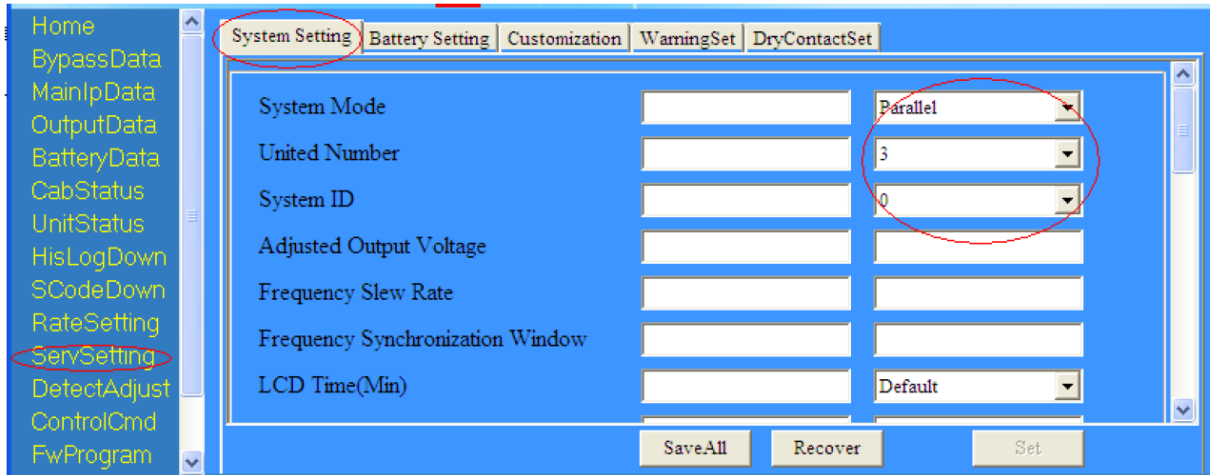 Home
BypassData
MainIpData
OutputData
BatteryData
CabStatus
UnitStatus
HisLogDown
SCodeDown
RateSetting
ServSetting
DetectAdjust
ControlCmd
FwProgram
System Setting Battery Setting Customization WarningSet DryContactSet
System Mode Parallel
United Number 3
System ID 0
Adjusted Output Voltage
Frequency Slew Rate
Frequency Synchronization Window
LCD Time(Min) Default
SaveAll Recover Set